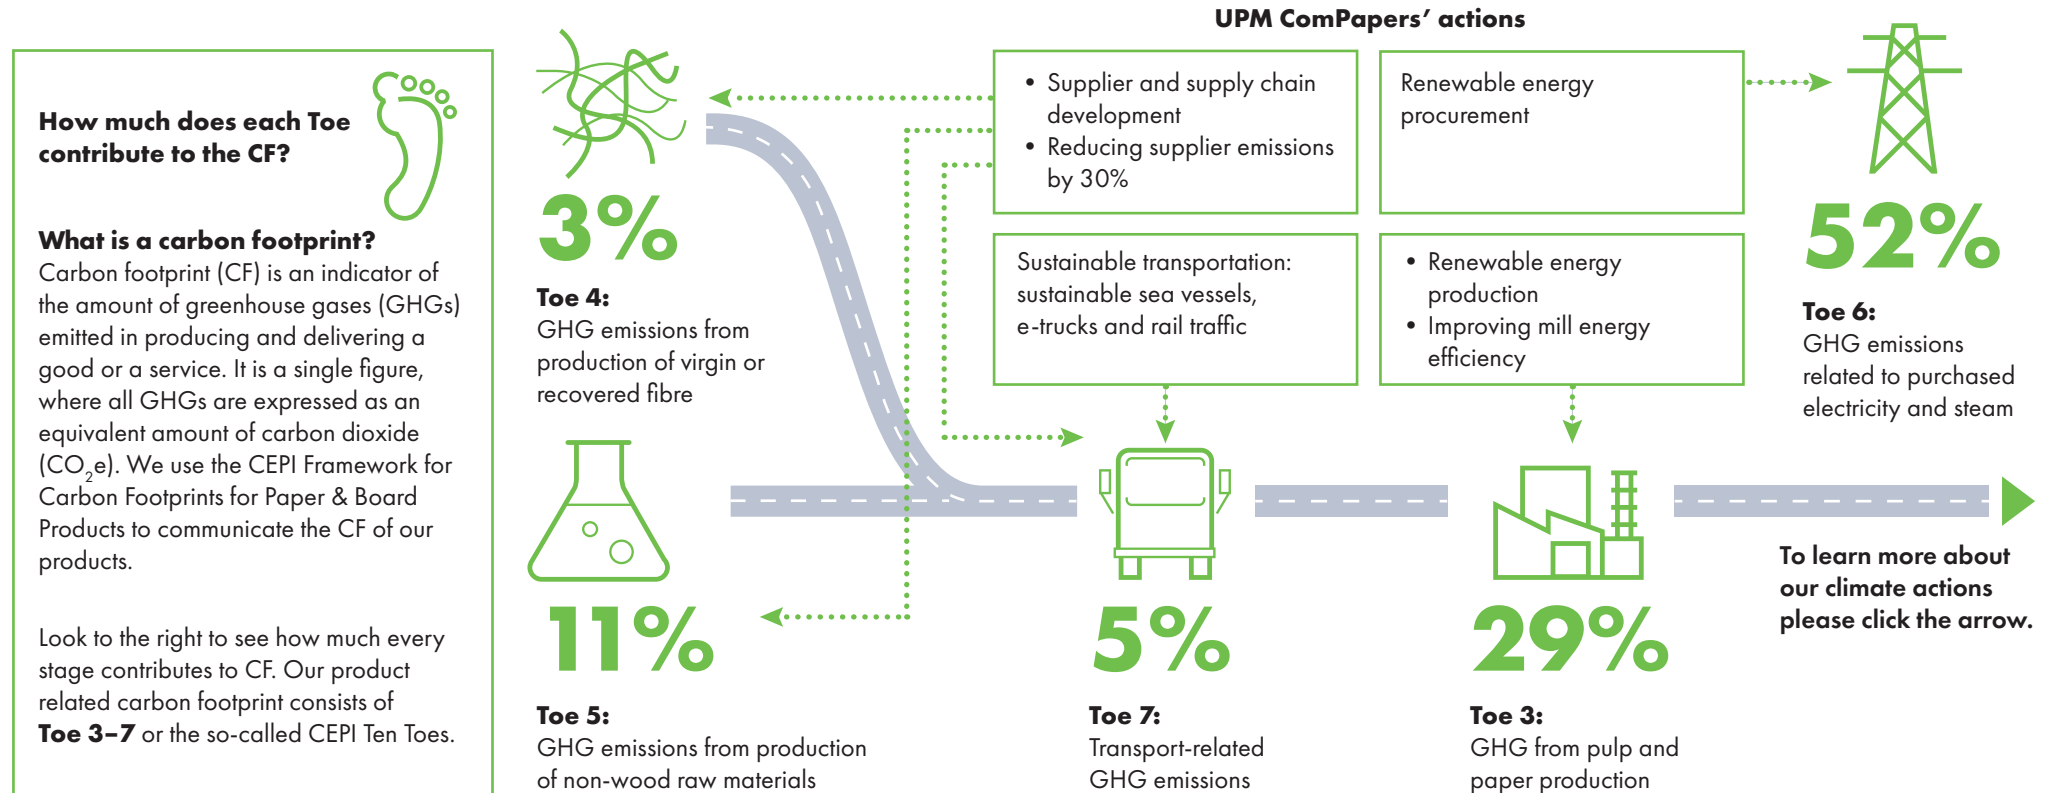 How much does each Toe
contribute to the CF?
What is a carbon footprint?
Carbon footprint (CF) is an indicator of
the amount of greenhouse gases (GHGs)
emitted in producing and delivering a
good or a service. It is a single figure,
where all GHGs are expressed as an
equivalent amount of carbon dioxide
(CO₂e). We use the CEPI Framework for
Carbon Footprints for Paper & Board
Products to communicate the CF of our
products.
Look to the right to see how much every
stage contributes to CF. Our product
related carbon footprint consists of
Toe 3–7 or the so-called CEPI Ten Toes.
3%
Toe 4:
GHG emissions from
production of virgin or
recovered fibre
11%
Toe 5:
GHG emissions from production
of non-wood raw materials
UPM ComPapers’ actions
• Supplier and supply chain
development
• Reducing supplier emissions
by 30%
Renewable energy
procurement
Sustainable transportation:
sustainable sea vessels,
e-trucks and rail traffic
• Renewable energy
production
• Improving mill energy
efficiency
5%
Toe 7:
Transport-related
GHG emissions
29%
Toe 3:
GHG from pulp and
paper production
52%
Toe 6:
GHG emissions
related to purchased
electricity and steam
To learn more about
our climate actions
please click the arrow.